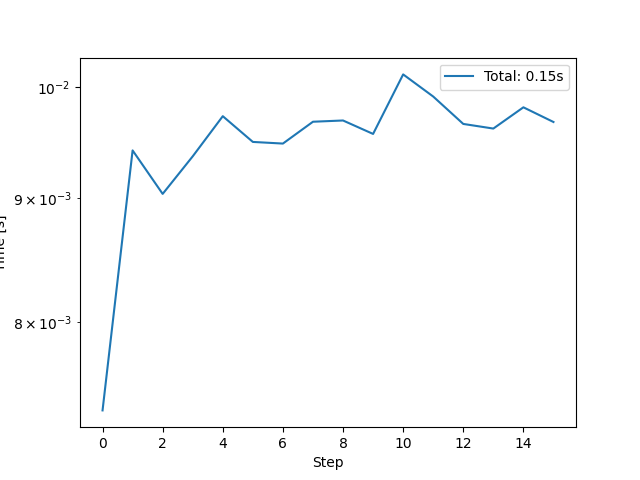 Total: 0.15s
10⁻²
9 × 10⁻³
8 × 10⁻³
Time [s]
0 2 4 6 8 10 12 14
Step